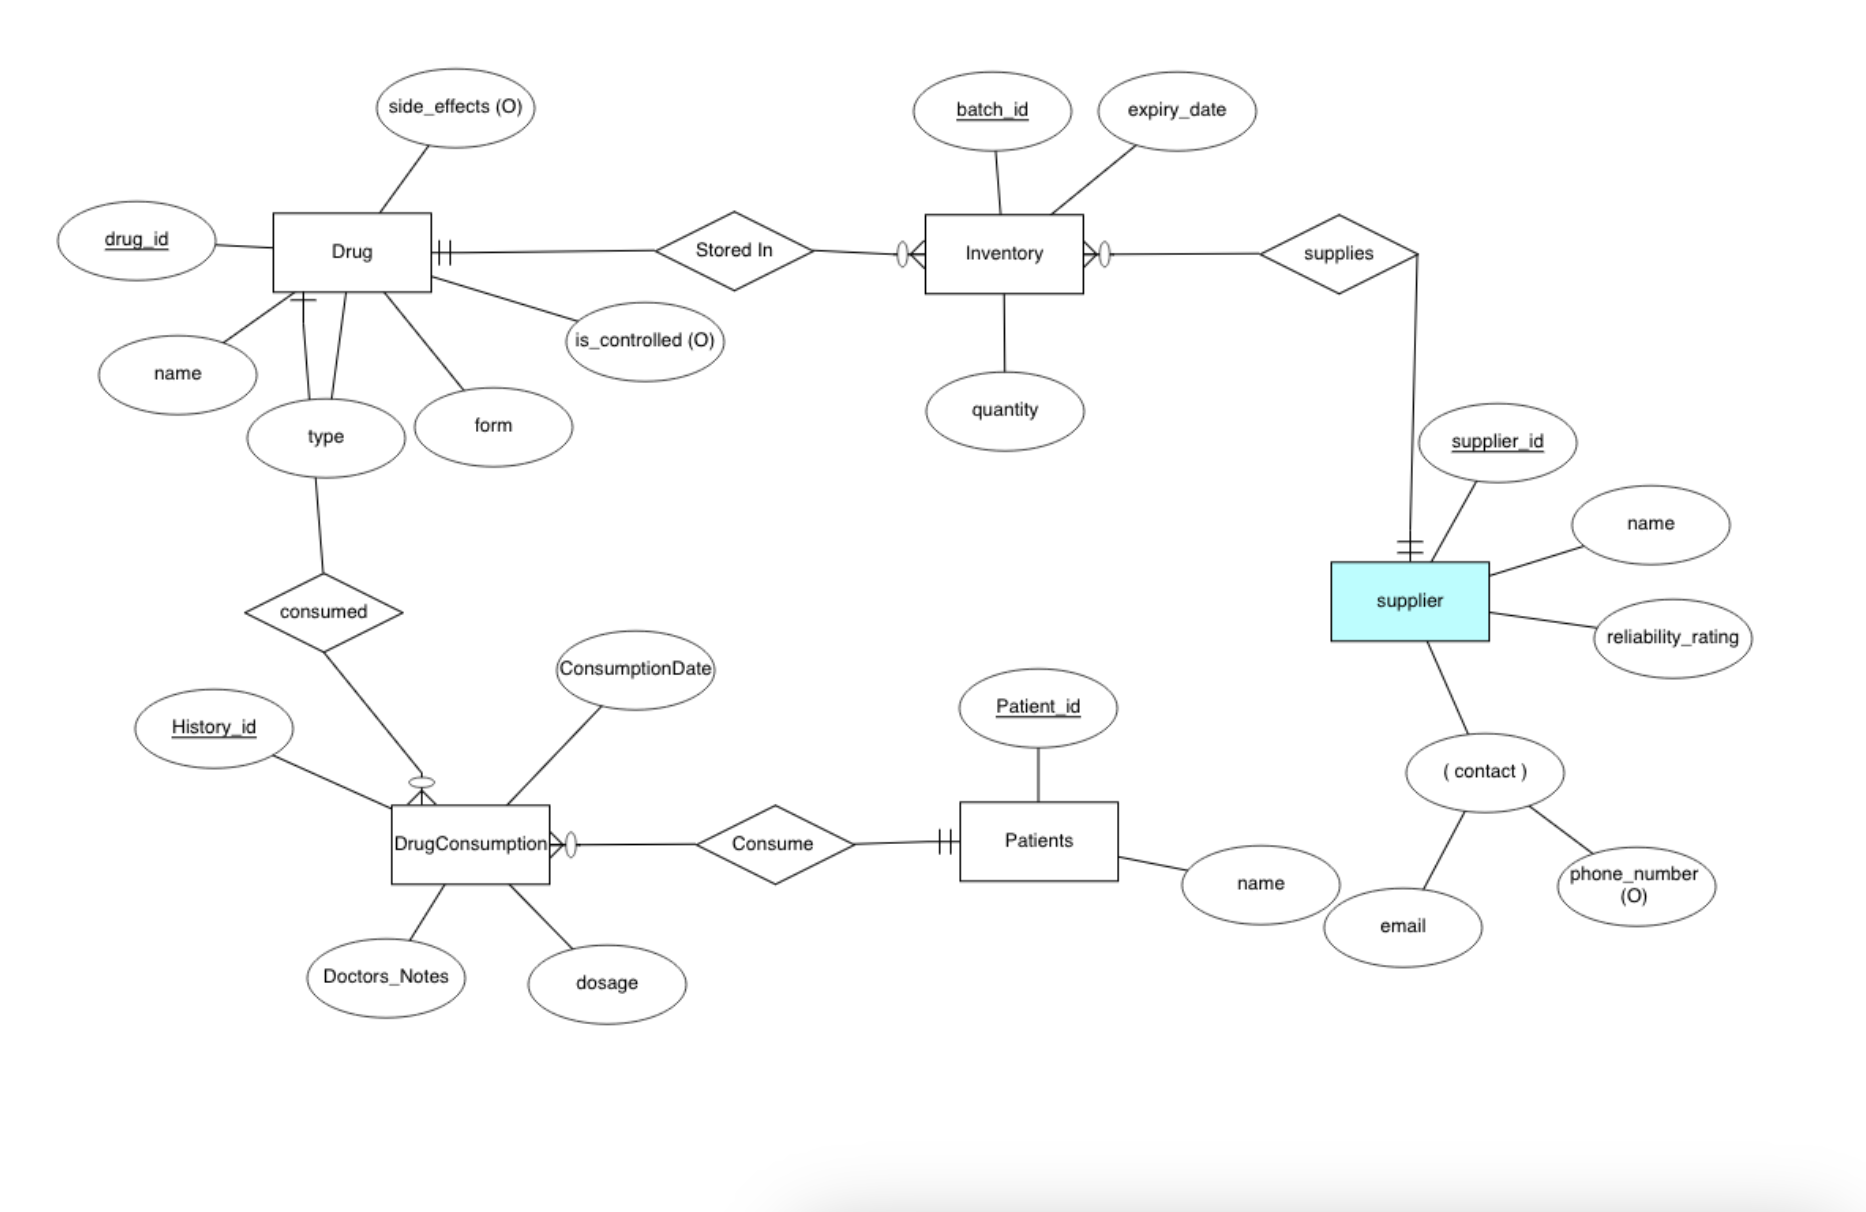 side_effects (O)
batch_id
expiry_date
drug_id
Drug
Stored In
Inventory
supplies
is_controlled (O)
name
type
form
quantity
supplier_id
name
supplier
reliability_rating
consumed
ConsumptionDate
History_id
Patient_id
( contact )
DrugConsumption
Consume
Patients
name
phone_number
(O)
email
Doctors_Notes
dosage